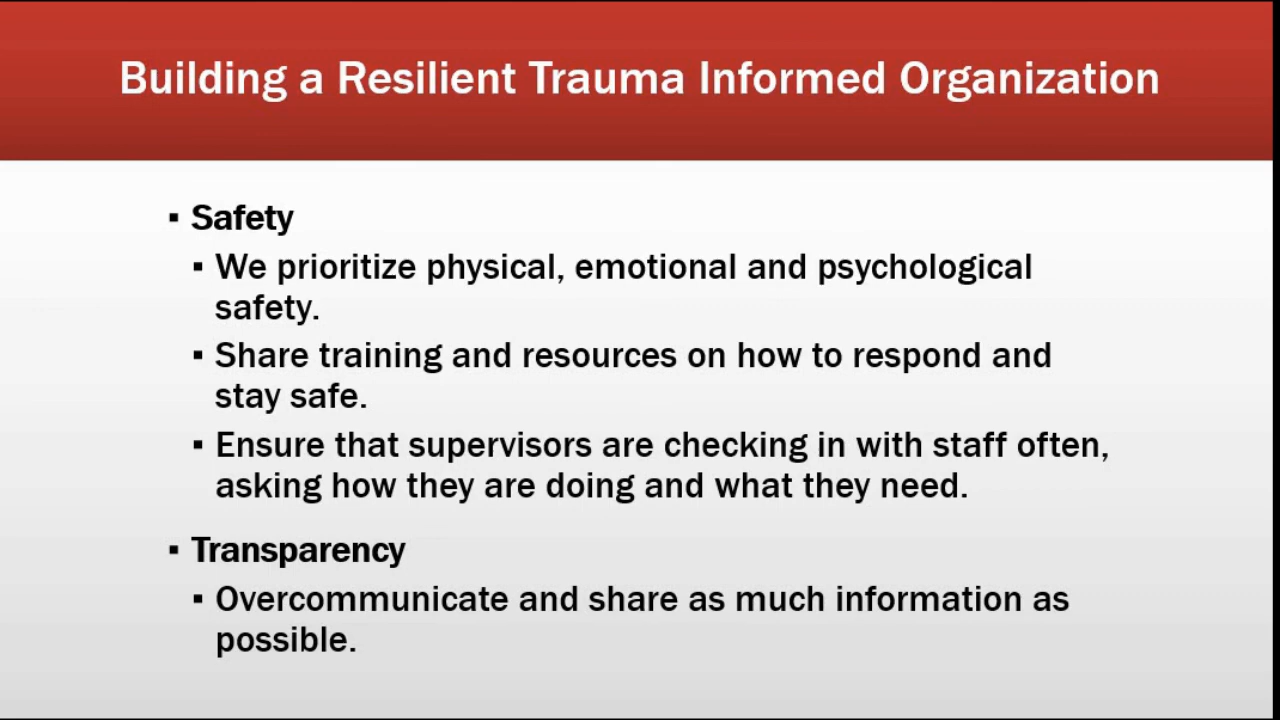 Building a Resilient Trauma Informed Organization
▪ Safety
▪ We prioritize physical, emotional and psychological
safety.
▪ Share training and resources on how to respond and
stay safe.
▪ Ensure that supervisors are checking in with staff often,
asking how they are doing and what they need.
▪ Transparency
▪ Overcommunicate and share as much information as
possible.